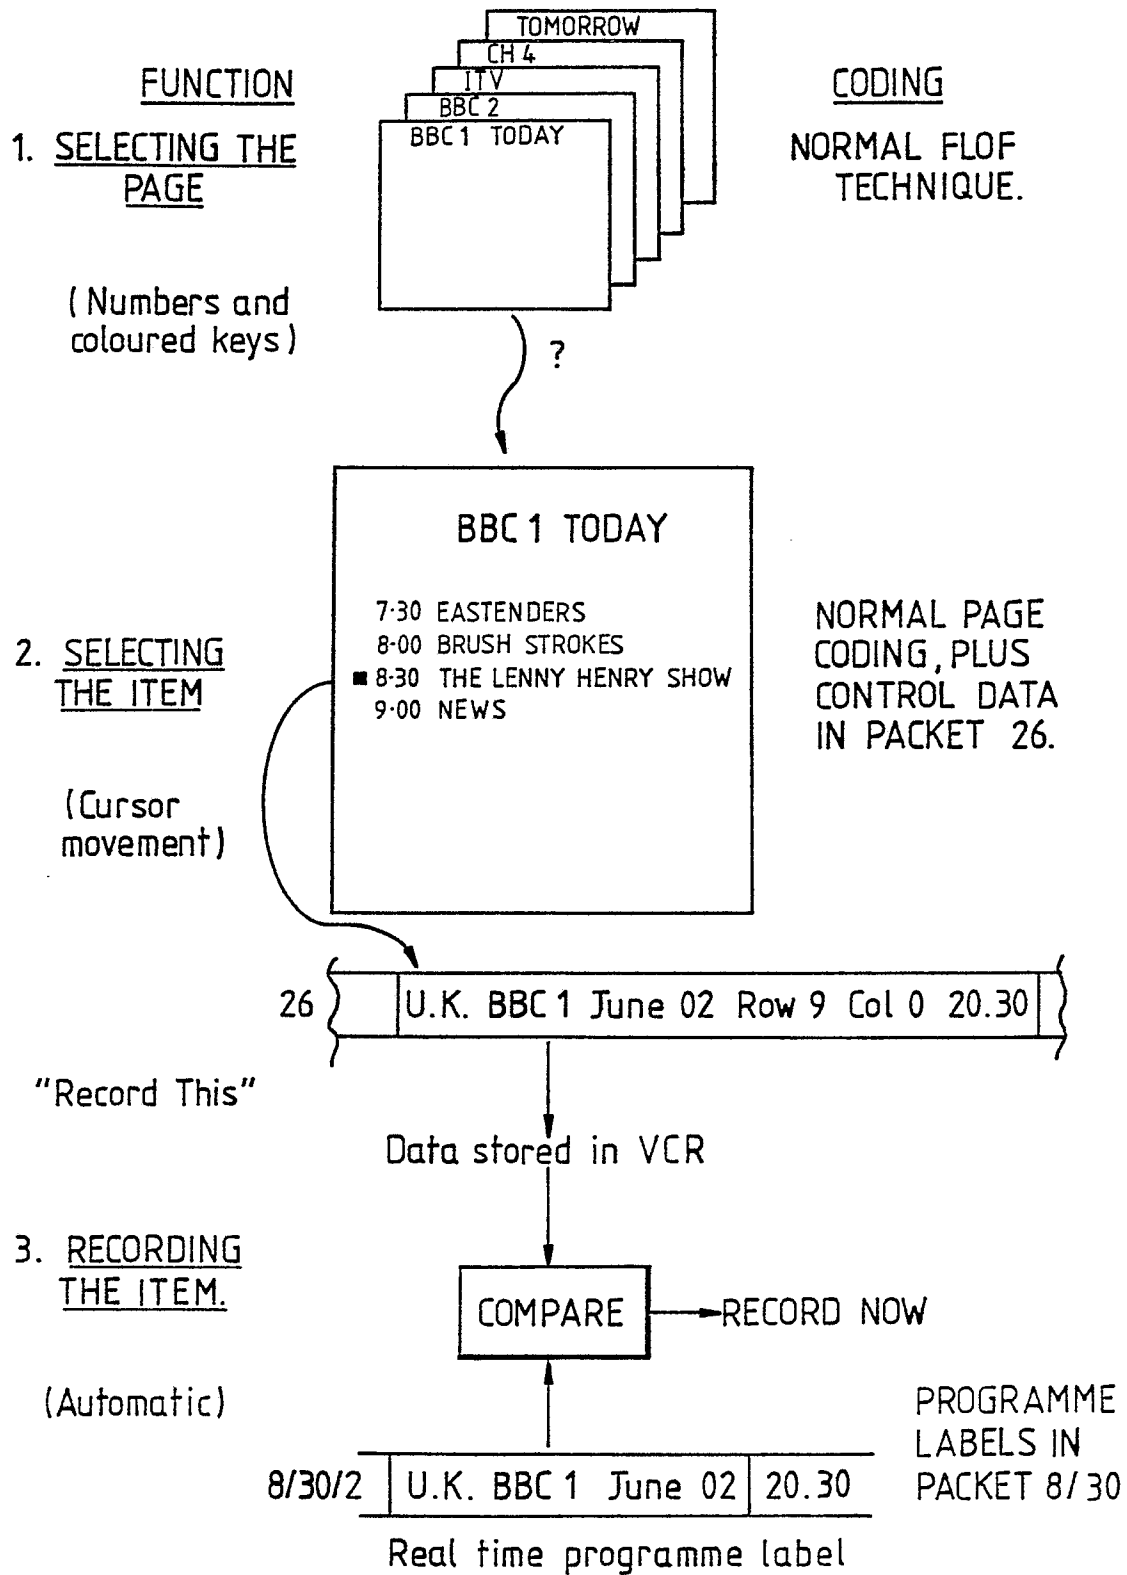 TOMORROW
CH 4
ITV
BBC 2
BBC 1 TODAY
FUNCTION
CODING
1. SELECTING THE
PAGE
NORMAL FLOF
TECHNIQUE.
(Numbers and
coloured keys)
?
BBC 1 TODAY
7·30 EASTENDERS
8·00 BRUSH STROKES
8·30 THE LENNY HENRY SHOW
9·00 NEWS
2. SELECTING
THE ITEM
NORMAL PAGE
CODING, PLUS
CONTROL DATA
IN PACKET 26.
(Cursor
movement)
26 U.K. BBC 1 June 02 Row 9 Col 0 20.30
"Record This"
Data stored in VCR
3. RECORDING
THE ITEM.
COMPARE
RECORD NOW
(Automatic)
PROGRAMME
LABELS IN
PACKET 8/30
8/30/2 U.K. BBC 1 June 02 20.30
Real time programme label